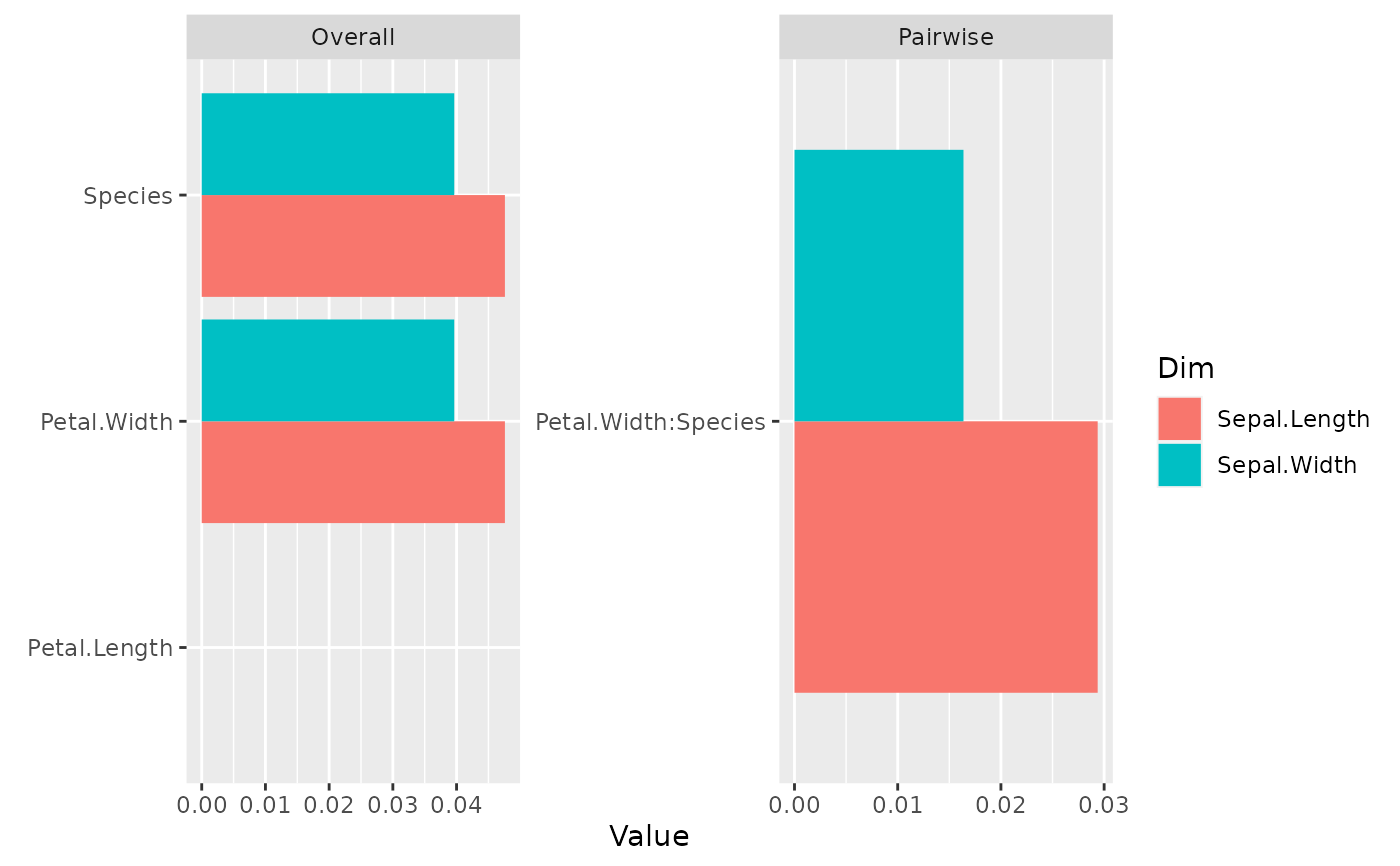 Overall
Pairwise
Species
Petal.Width
Petal.Length
Petal.Width:Species
0.00 0.01 0.02 0.03 0.04
0.00 0.01 0.02 0.03
Value
Dim
Sepal.Length
Sepal.Width